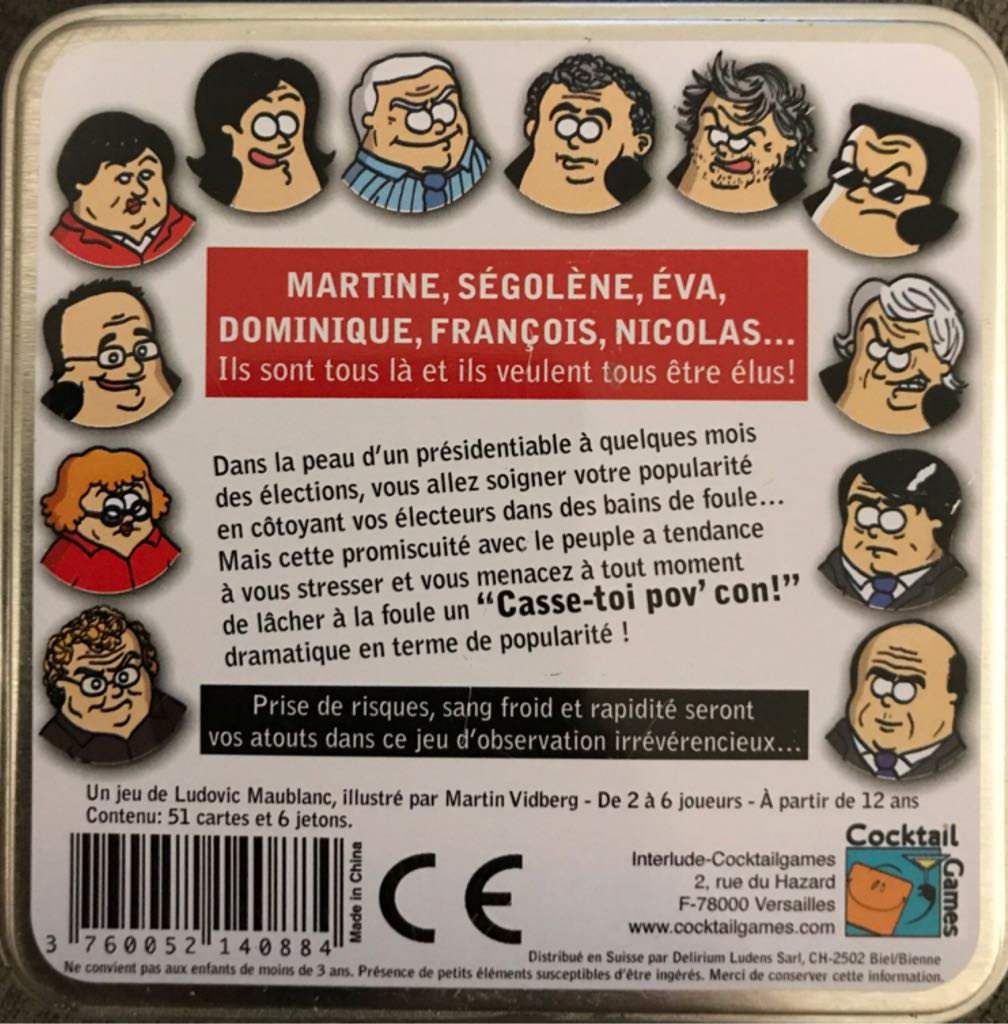 MARTINE, SÉGOLÈNE, ÉVA,
DOMINIQUE, FRANÇOIS, NICOLAS...
Ils sont tous là et ils veulent tous être élus!
Dans la peau d'un présidentiable à quelques mois
des élections, vous allez soigner votre popularité
en côtoyant vos électeurs dans des bains de foule...
Mais cette promiscuité avec le peuple a tendance
à vous stresser et vous menacez à tout moment
de lâcher à la foule un "Casse-toi pov' con!"
dramatique en terme de popularité !
Prise de risques, sang froid et rapidité seront
vos atouts dans ce jeu d'observation irrévérencieux...
Un jeu de Ludovic Maublanc, illustré par Martin Vidberg - De 2 à 6 joueurs - À partir de 12 ans
Contenu: 51 cartes et 6 jetons.
3 760052 140884
Made in China
CE
Interlude-Cocktailgames
2, rue du Hazard
F-78000 Versailles
www.cocktailgames.com
Cocktail
Games
Distribué en Suisse par Delirium Ludens Sarl, CH-2502 Biel/Bienne
Ne convient pas aux enfants de moins de 3 ans. Présence de petits éléments susceptibles d'être ingérés. Merci de conserver cette information.